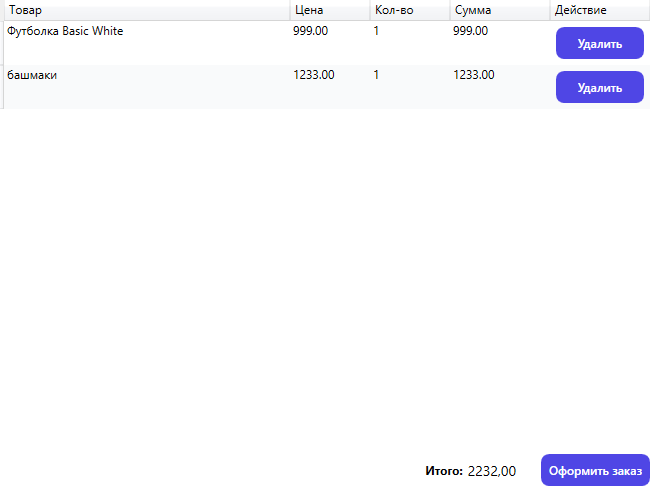 Товар Цена Кол-во Сумма Действие
Футболка Basic White 999.00 1 999.00 Удалить
башмаки 1233.00 1 1233.00 Удалить
Итого: 2232,00 Оформить заказ